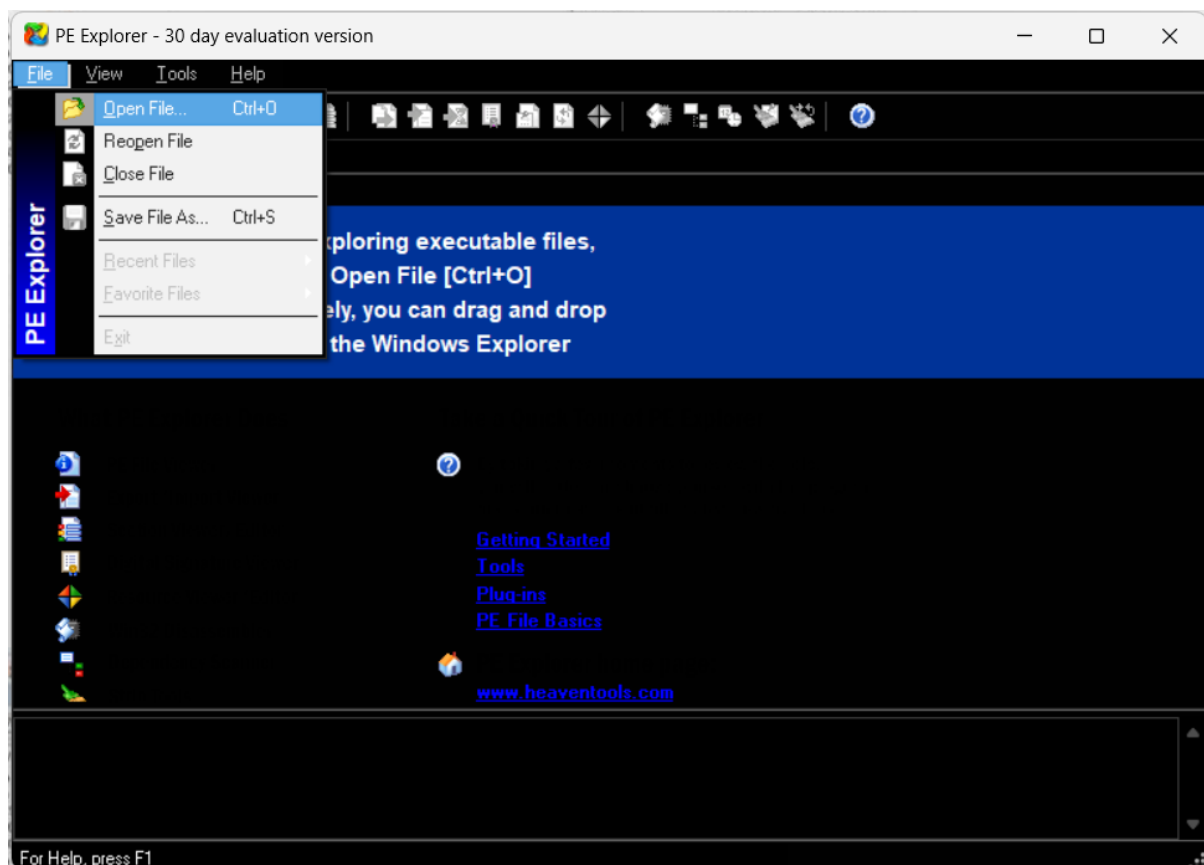 PE Explorer - 30 day evaluation version
File View Tools Help
Open File... Ctrl+O
Reopen File
Close File
Save File As... Ctrl+S
Recent Files
Favorite Files
Exit
PE Explorer
ploring executable files,
Open File [Ctrl+O]
ely, you can drag and drop
the Windows Explorer
Getting Started
Tools
Plug-ins
PE File Basics
www.heaventools.com
For Help, press F1